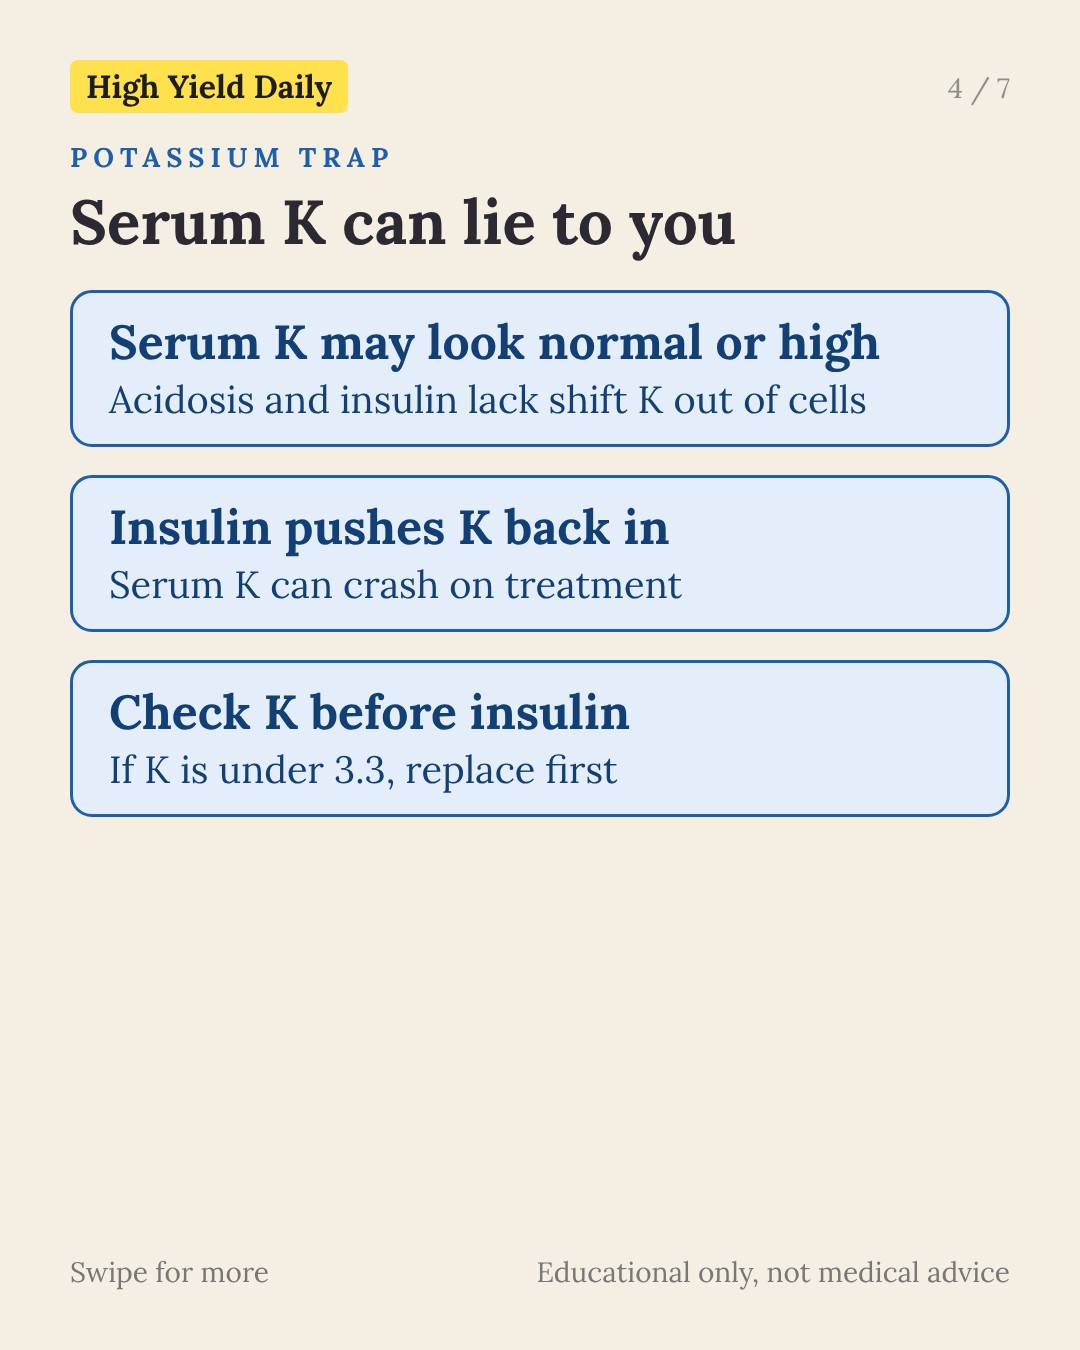 High Yield Daily
4 / 7
POTASSIUM TRAP
Serum K can lie to you
Serum K may look normal or high
Acidosis and insulin lack shift K out of cells
Insulin pushes K back in
Serum K can crash on treatment
Check K before insulin
If K is under 3.3, replace first
Swipe for more
Educational only, not medical advice